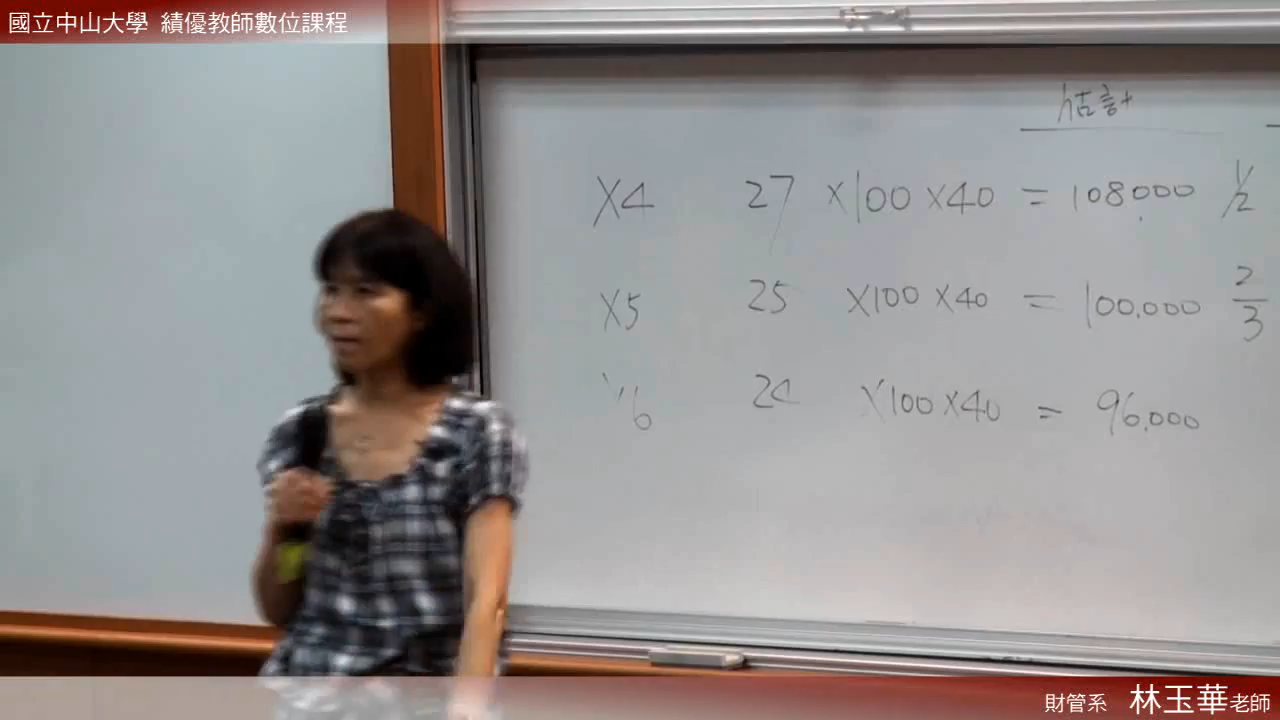 國立中山大學 績優教師數位課程
估計
X4 27 X100 X40 = 108,000 1/2
X5 25 X100 X40 = 100,000 2/3
X6 24 X100 X40 = 96,000
財管系 林玉華老師